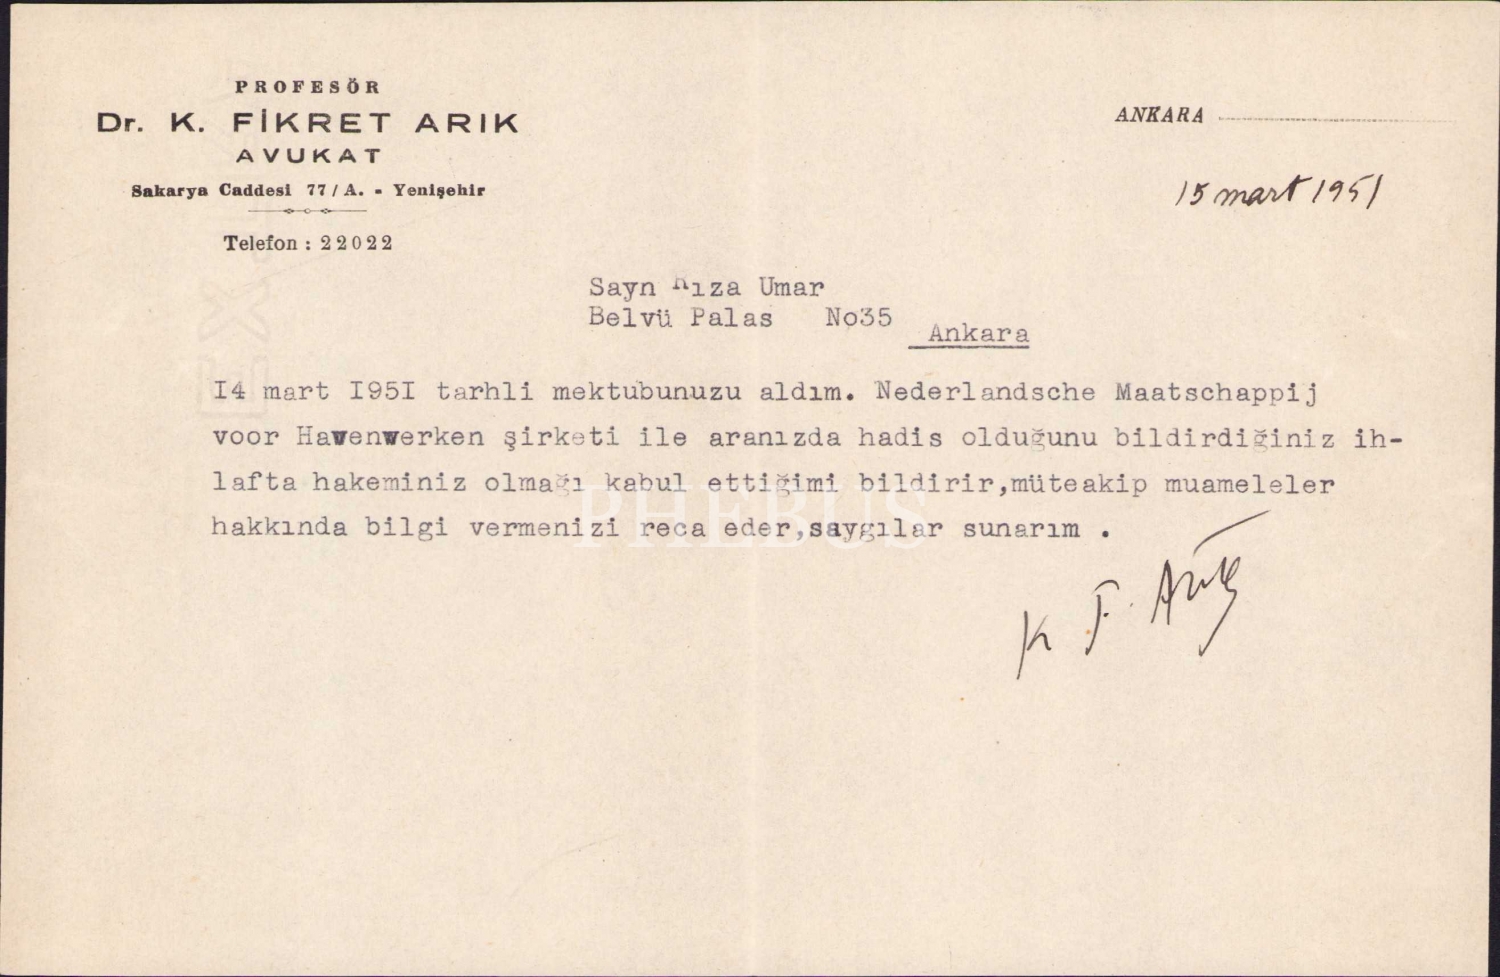 PROFESÖR
Dr. K. FİKRET ARIK
AVUKAT
Sakarya Caddesi 77/A. - Yenişehir
Telefon : 22022
ANKARA
15 mart 1951
Sayn Rıza Umar
Belvü Palas No35
Ankara
I4 mart I95I tarhli mektubunuzu aldım. Nederlandsche Maatschappij
voor Hawenwerken şirketi ile aranızda hadis olduğunu bildirdiğiniz ih-
lafta hakeminiz olmağı kabul ettiğimi bildirir,müteakip muameleler
hakkında bilgi vermenizi reca eder,saygılar sunarım .
PHEBUS
K F. Arık